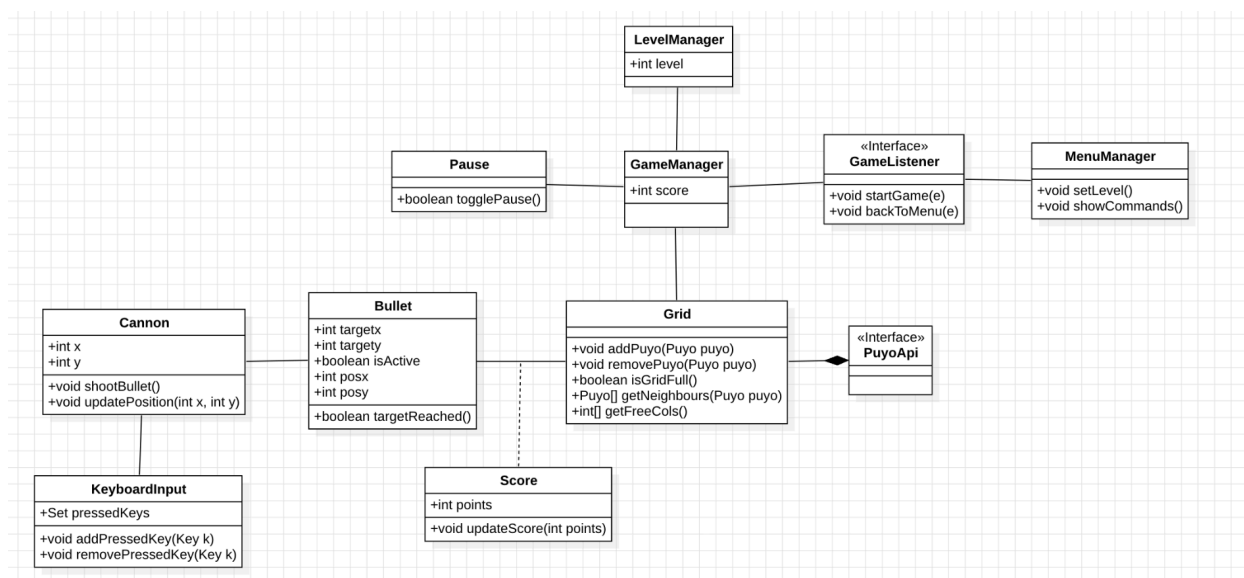 LevelManager
+int level
Pause
+boolean togglePause()
GameManager
+int score
«Interface»
GameListener
+void startGame(e)
+void backToMenu(e)
MenuManager
+void setLevel()
+void showCommands()
Cannon
+int x
+int y
+void shootBullet()
+void updatePosition(int x, int y)
Bullet
+int targetx
+int targety
+boolean isActive
+int posx
+int posy
+boolean targetReached()
Grid
+void addPuyo(Puyo puyo)
+void removePuyo(Puyo puyo)
+boolean isGridFull()
+Puyo[] getNeighbours(Puyo puyo)
+int[] getFreeCols()
«Interface»
PuyoApi
KeyboardInput
+Set pressedKeys
+void addPressedKey(Key k)
+void removePressedKey(Key k)
Score
+int points
+void updateScore(int points)